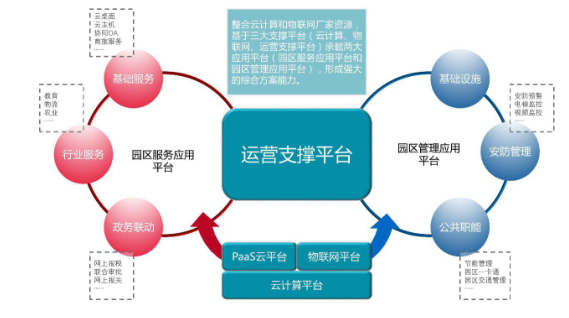 云桌面
云主机
协同OA
商旅服务
......
整合云计算和物联网厂家资源，
基于三大支撑平台（云计算、物
联网、运营支撑平台）承载两大
应用平台（园区服务应用平台和
园区管理应用平台），形成强大
的综合方案能力。
基础服务
基础设施
教育
物流
农业
......
安防预警
电梯监控
视频监控
......
行业服务
园区服务应用
平台
运营支撑平台
园区管理应用
平台
安防管理
政务联动
公共职能
PaaS云平台
物联网平台
云计算平台
网上报税
联合审批
网上报关
......
节能管理
园区一卡通
园区交通管理
......